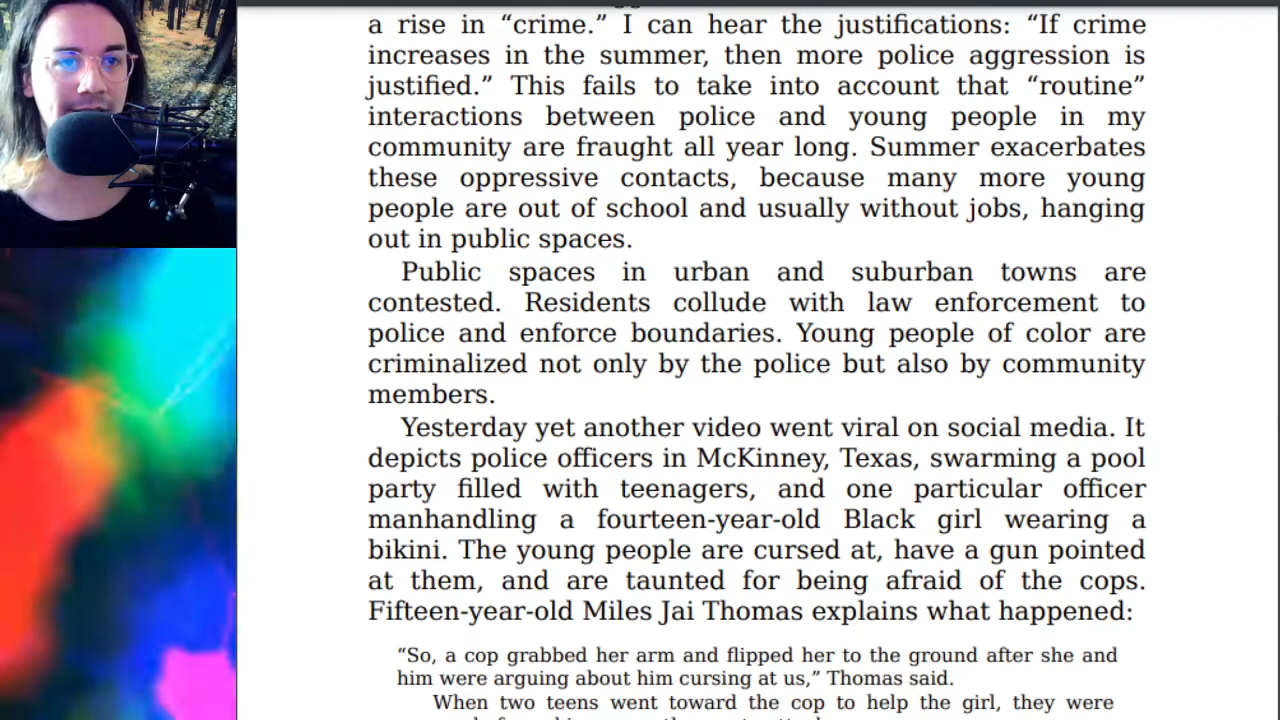 a rise in “crime.” I can hear the justifications: “If crime
increases in the summer, then more police aggression is
justified.” This fails to take into account that “routine”
interactions between police and young people in my
community are fraught all year long. Summer exacerbates
these oppressive contacts, because many more young
people are out of school and usually without jobs, hanging
out in public spaces.
Public spaces in urban and suburban towns are
contested. Residents collude with law enforcement to
police and enforce boundaries. Young people of color are
criminalized not only by the police but also by community
members.
Yesterday yet another video went viral on social media. It
depicts police officers in McKinney, Texas, swarming a pool
party filled with teenagers, and one particular officer
manhandling a fourteen-year-old Black girl wearing a
bikini. The young people are cursed at, have a gun pointed
at them, and are taunted for being afraid of the cops.
Fifteen-year-old Miles Jai Thomas explains what happened:
“So, a cop grabbed her arm and flipped her to the ground after she and
him were arguing about him cursing at us,” Thomas said.
When two teens went toward the cop to help the girl, they were